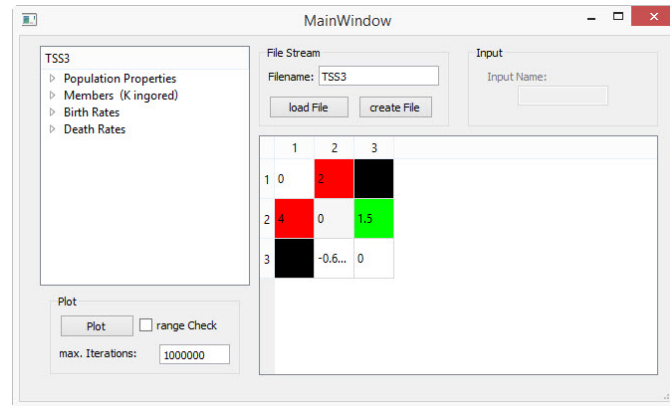 MainWindow
TSS3
Population Properties
Members (K ingored)
Birth Rates
Death Rates
File Stream
Filename: TSS3
load File create File
Input
Input Name:
1 2 3
1 0 2
2 4 0 1.5
3 -0.6... 0
Plot
Plot range Check
max. Iterations: 1000000